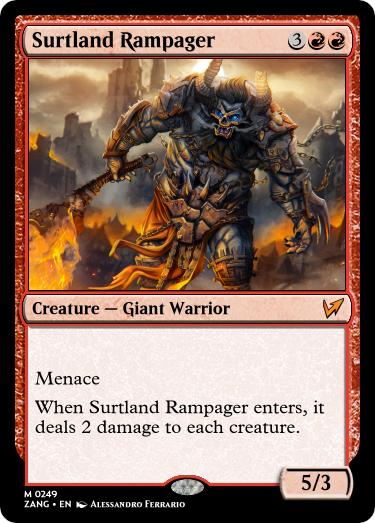 Surtland Rampager 3
Creature — Giant Warrior
Menace
When Surtland Rampager enters, it
deals 2 damage to each creature.
5/3
M 0249
ZANG • EN Alessandro Ferrario